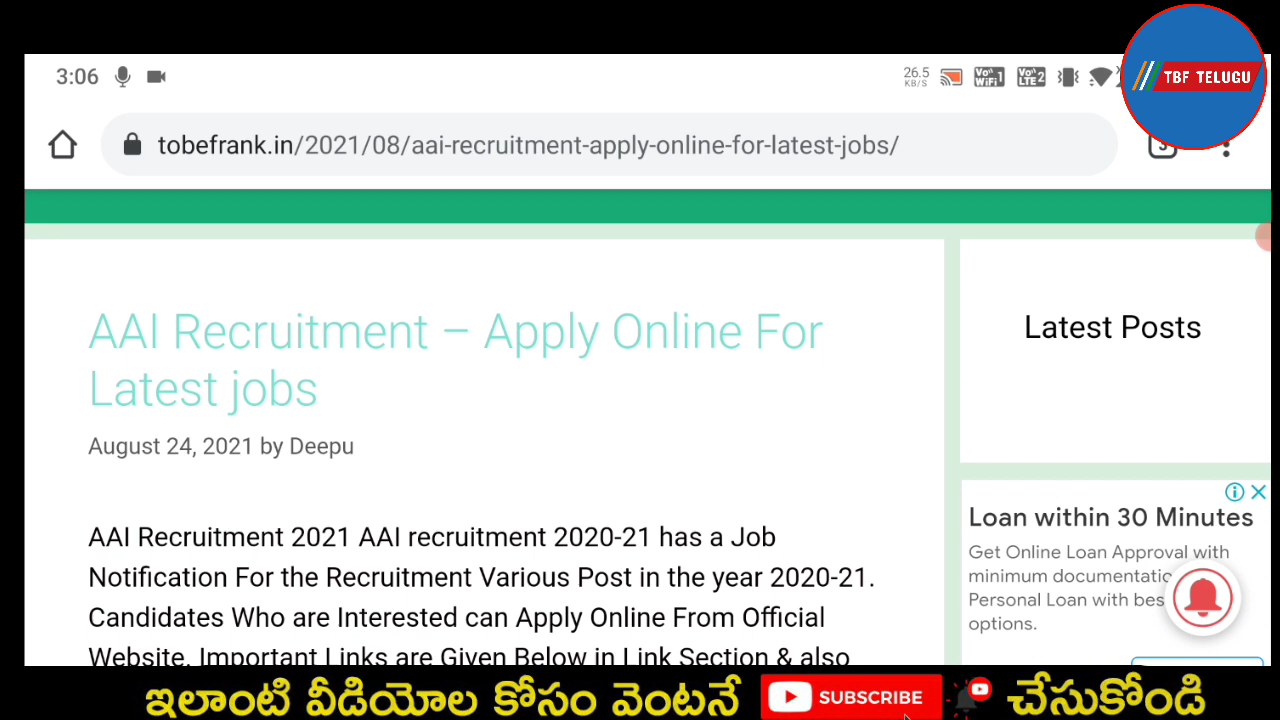 3:06
26.5
KB/S
Vo))
WiFi 1
Vo))
LTE 2
TBF TELUGU
tobefrank.in/2021/08/aai-recruitment-apply-online-for-latest-jobs/
AAI Recruitment – Apply Online For
Latest jobs
August 24, 2021 by Deepu
AAI Recruitment 2021 AAI recruitment 2020-21 has a Job
Notification For the Recruitment Various Post in the year 2020-21.
Candidates Who are Interested can Apply Online From Official
Website. Important Links are Given Below in Link Section & also
Latest Posts
Loan within 30 Minutes
Get Online Loan Approval with
minimum
Personal Loan with
options.
ఇలాంటి వీడియోల కోసం వెంటనే SUBSCRIBE చేసుకోండి